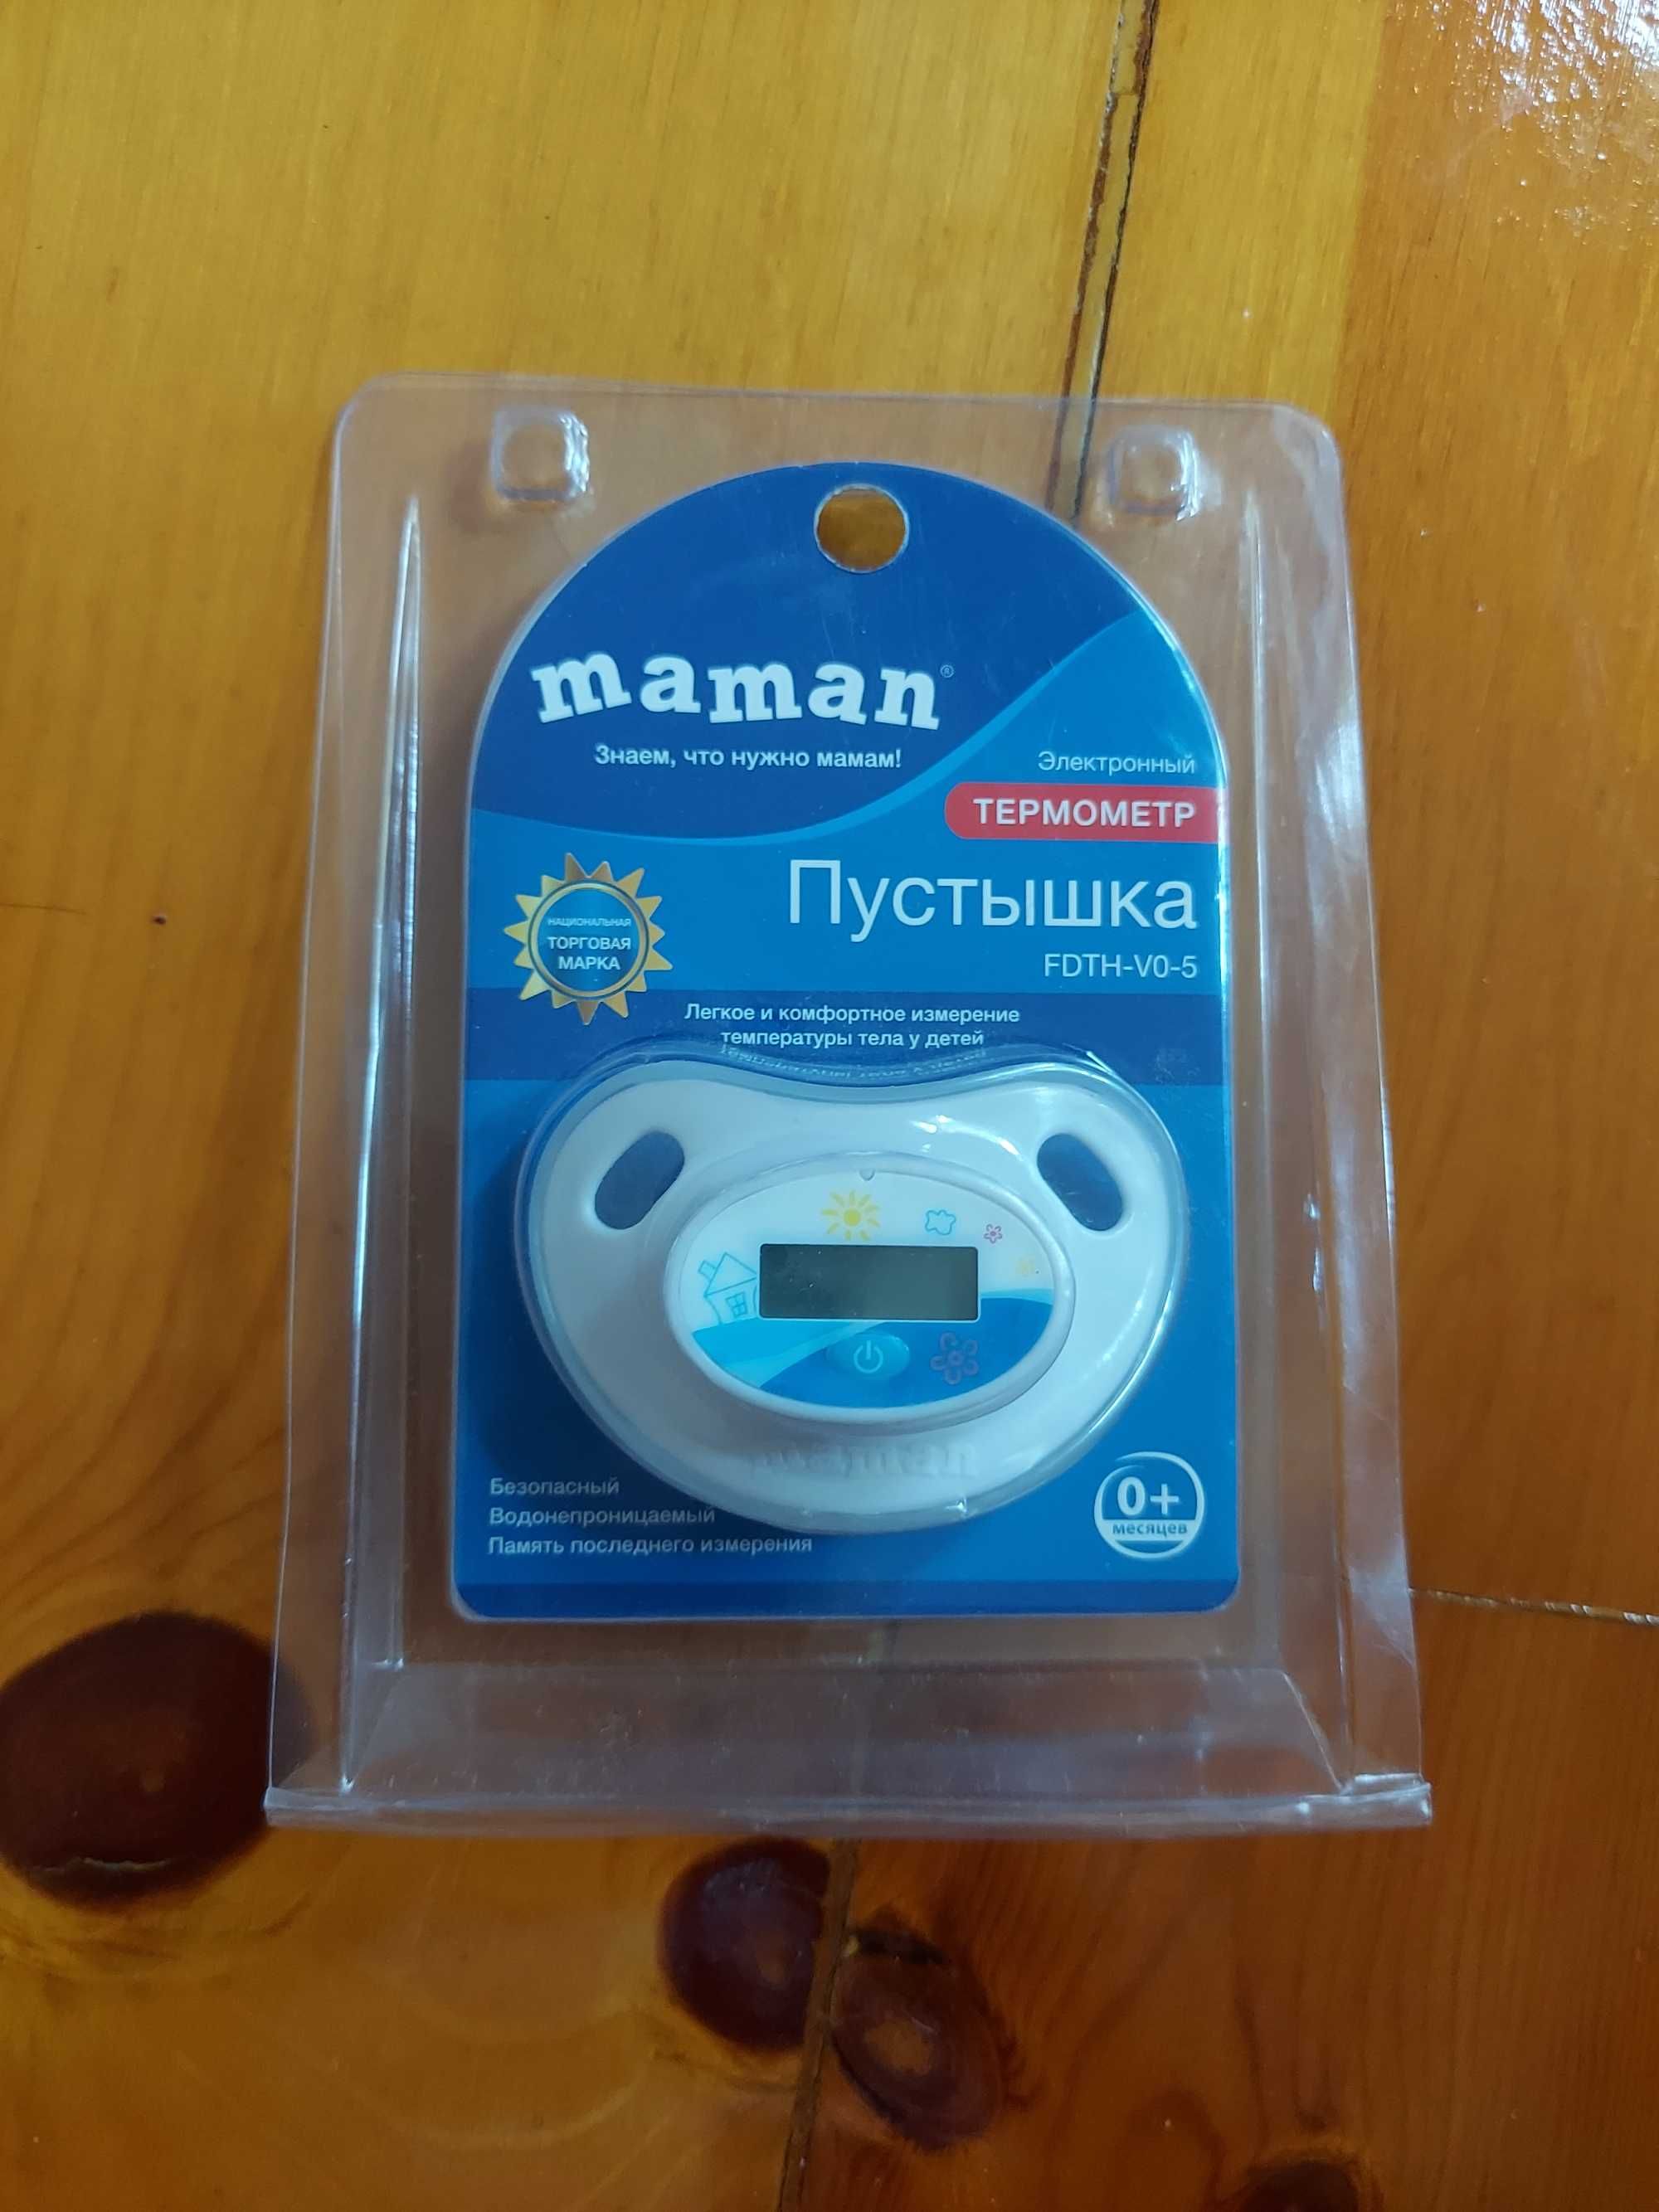 maman®
Знаем, что нужно мамам!
Электронный
ТЕРМОМЕТР
Пустышка
FDTH-V0-5
НАЦИОНАЛЬНАЯ
ТОРГОВАЯ
МАРКА
Легкое и комфортное измерение
температуры тела у детей
maman
Безопасный
Водонепроницаемый
Память последнего измерения
0+
месяцев